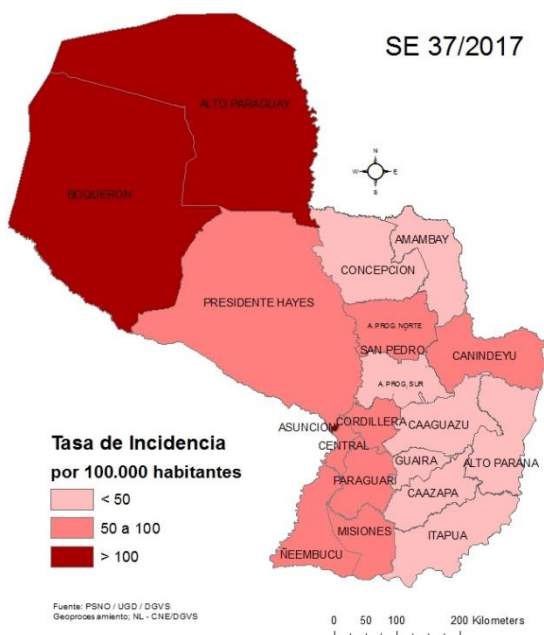 SE 37/2017
ALTO PARAGUAY
N
W E
S
BOQUERON
AMAMBAY
CONCEPCION
PRESIDENTE HAYES
A. PROG. NORTE
SAN PEDRO
CANINDEYU
A. PROG. SUR
ASUNCION
CORDILLERA
CAAGUAZU
CENTRAL
GUAIRA
ALTO PARANA
PARAGUARI
CAAZAPA
MISIONES
ITAPUA
ÑEEMBUCU
Tasa de Incidencia
por 100.000 habitantes
< 50
50 a 100
> 100
Fuente: PSNO / UGD / DGVS
Geoprocesamiento; NL - CNE/DGVS
0 50 100 200 Kilometers